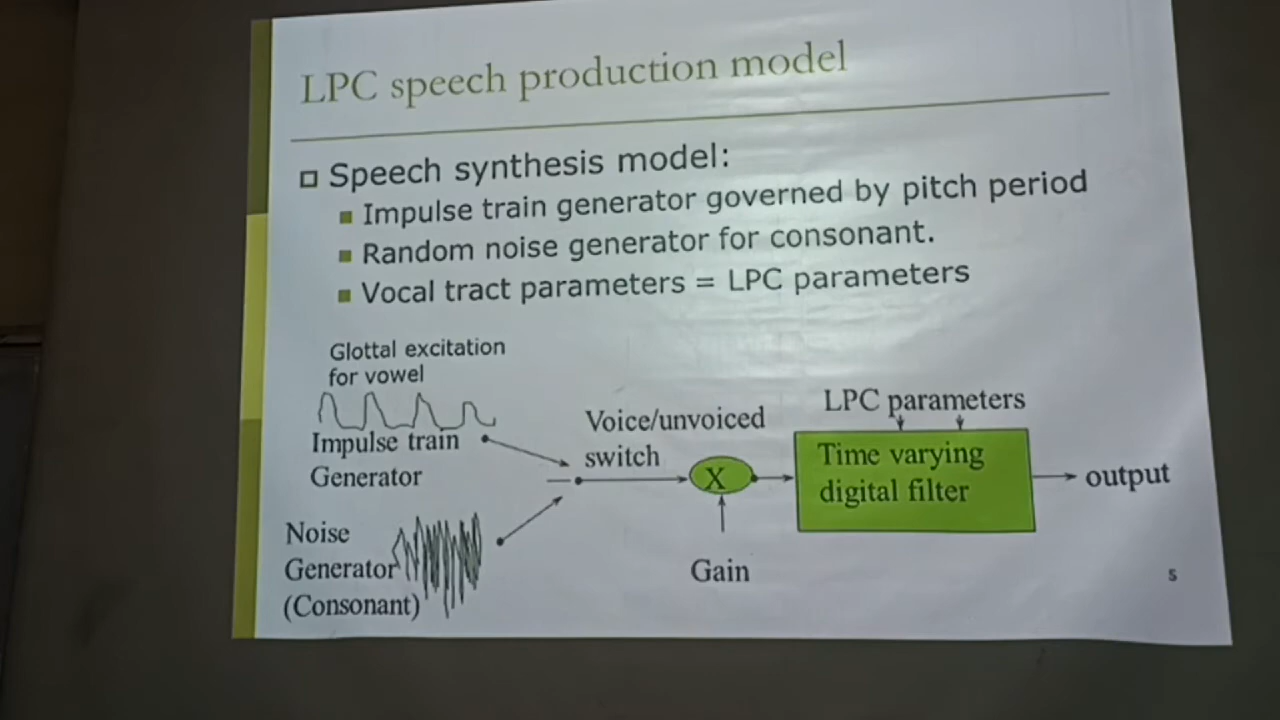 LPC speech production model
Speech synthesis model:
Impulse train generator governed by pitch period
Random noise generator for consonant.
Vocal tract parameters = LPC parameters
Glottal excitation
for vowel
Impulse train
Generator
Noise
Generator
(Consonant)
Voice/unvoiced
switch
X
Gain
LPC parameters
Time varying
digital filter
output
5